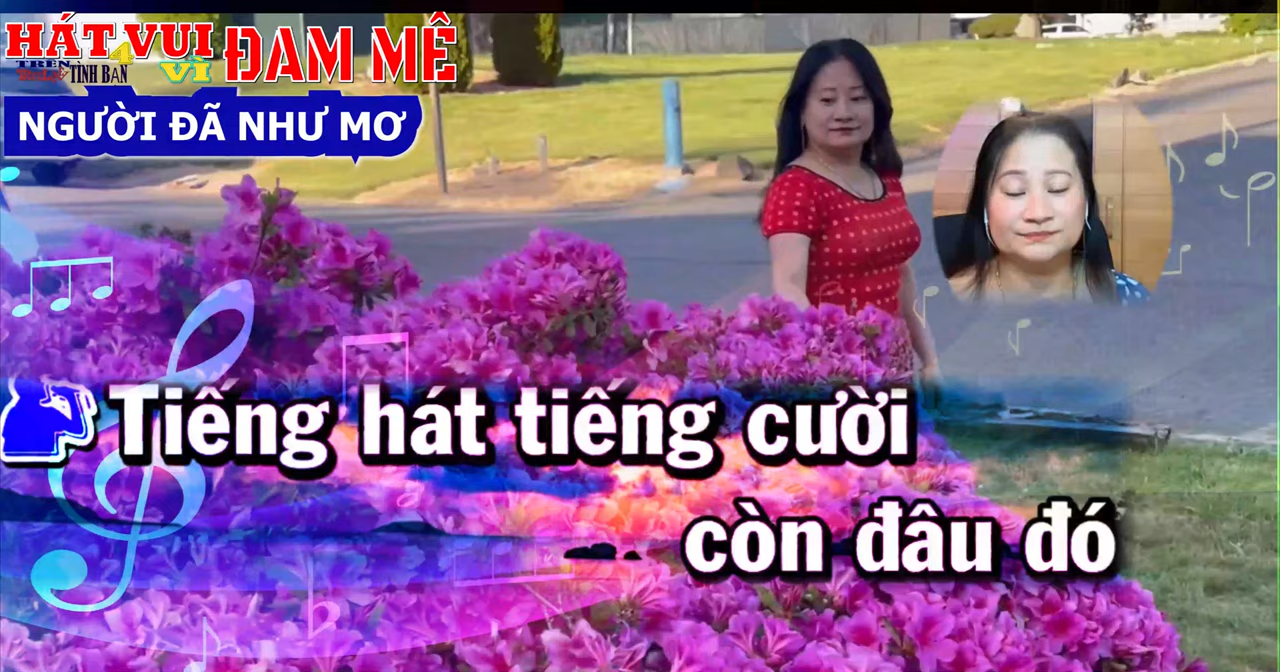 HÁT VUI
TRÊN 4 VÌ
TÌNH BẠN
ĐAM MÊ
NGƯỜI ĐÃ NHƯ MƠ
Tiếng hát tiếng cười
còn đâu đó